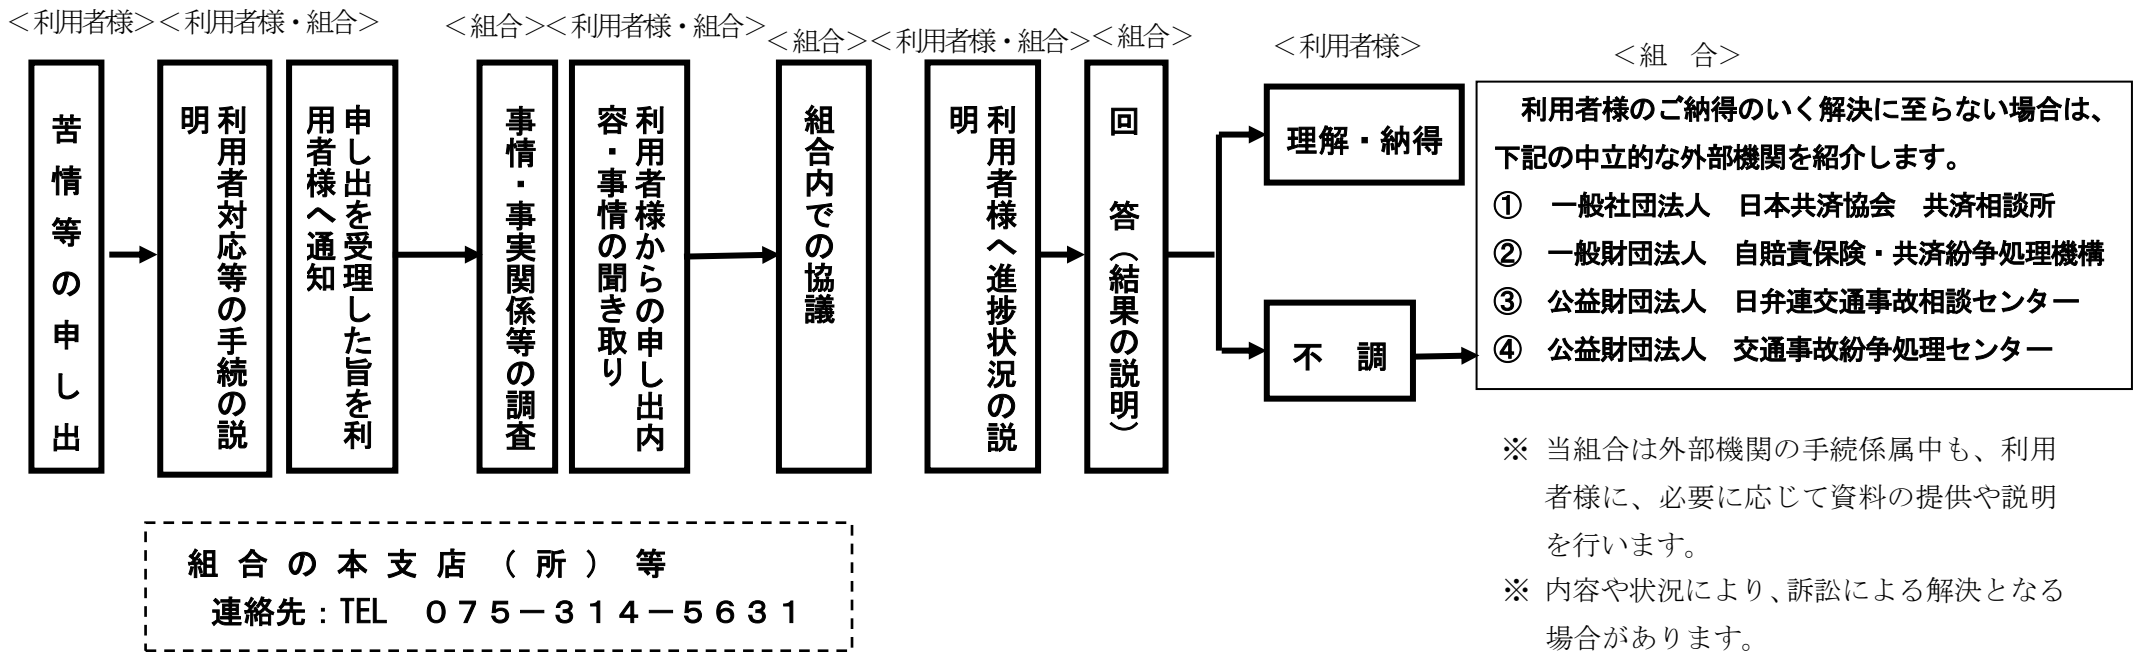 ＜利用者様＞
＜利用者様・組合＞
＜組合＞
＜利用者様・組合＞
＜組合＞
＜利用者様・組合＞
＜組合＞
＜利用者様＞
＜組　合＞
苦情等の申し出
利用者対応等の手続の説
明
申し出を受理した旨を利
用者様へ通知
事情・事実関係等の調査
利用者様からの申し出内
容・事情の聞き取り
組合内での協議
利用者様へ進捗状況の説
明
回　答（結果の説明）
理解・納得
不　調
利用者様のご納得のいく解決に至らない場合は、
下記の中立的な外部機関を紹介します。
①　一般社団法人　日本共済協会　共済相談所
②　一般財団法人　自賠責保険・共済紛争処理機構
③　公益財団法人　日弁連交通事故相談センター
④　公益財団法人　交通事故紛争処理センター
※ 当組合は外部機関の手続係属中も、利用
者様に、必要に応じて資料の提供や説明
を行います。
※ 内容や状況により、訴訟による解決となる
場合があります。
組合の本支店（所）等
連絡先：TEL　０７５－３１４－５６３１